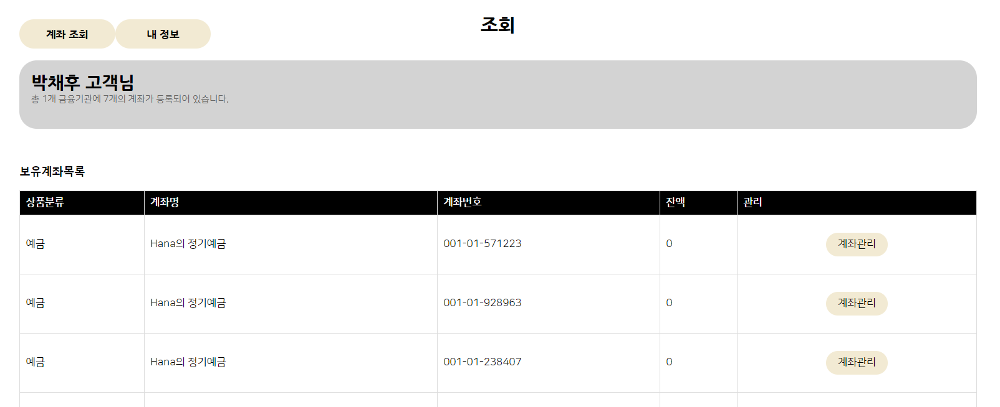 조회
계좌 조회 내 정보
박채후 고객님
총 1개 금융기관에 7개의 계좌가 등록되어 있습니다.
보유계좌목록
상품분류 계좌명 계좌번호 잔액 관리
예금 Hana의 정기예금 001-01-571223 0 계좌관리
예금 Hana의 정기예금 001-01-928963 0 계좌관리
예금 Hana의 정기예금 001-01-238407 0 계좌관리